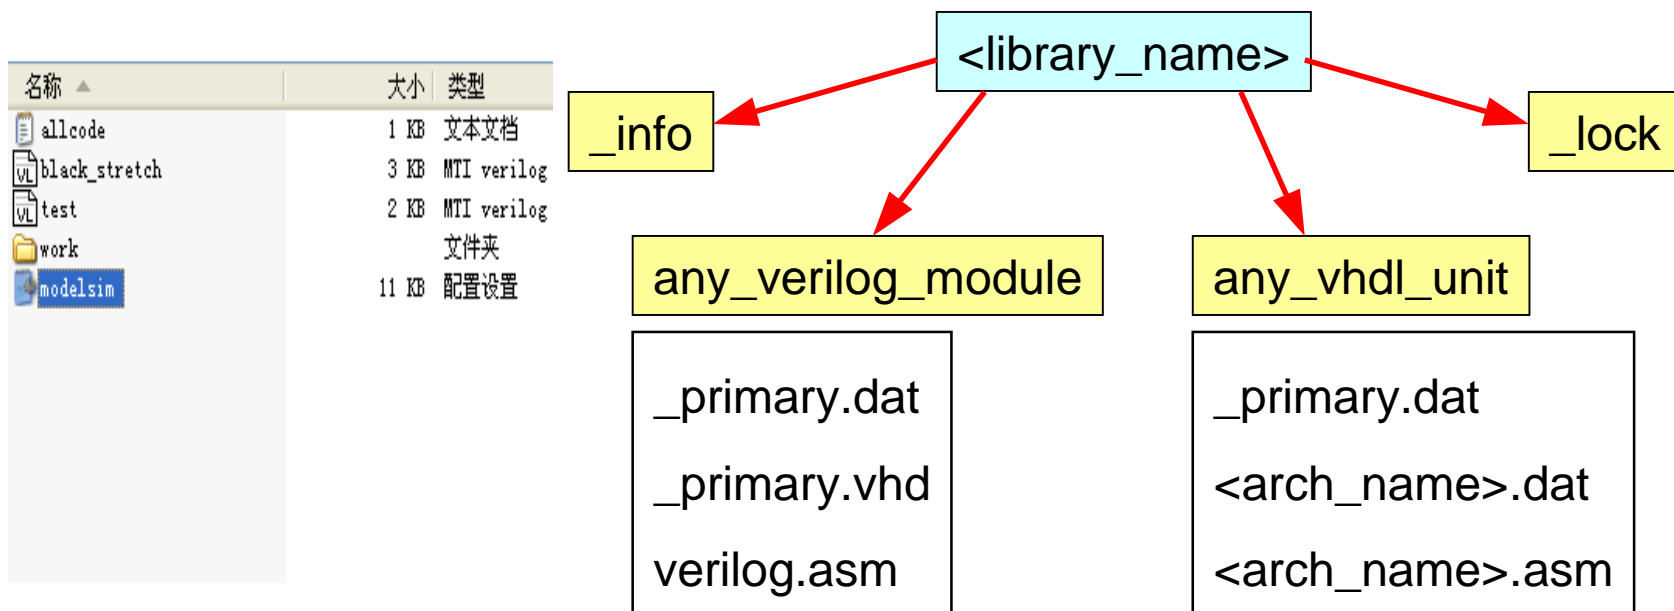 名称 大小 类型
allcode 1 KB 文本文档
black_stretch 3 KB MTI verilog
test 2 KB MTI verilog
work 文件夹
modelsim 11 KB 配置设置
<library_name>
_info
_lock
any_verilog_module
any_vhdl_unit
_primary.dat
_primary.vhd
verilog.asm
_primary.dat
<arch_name>.dat
<arch_name>.asm